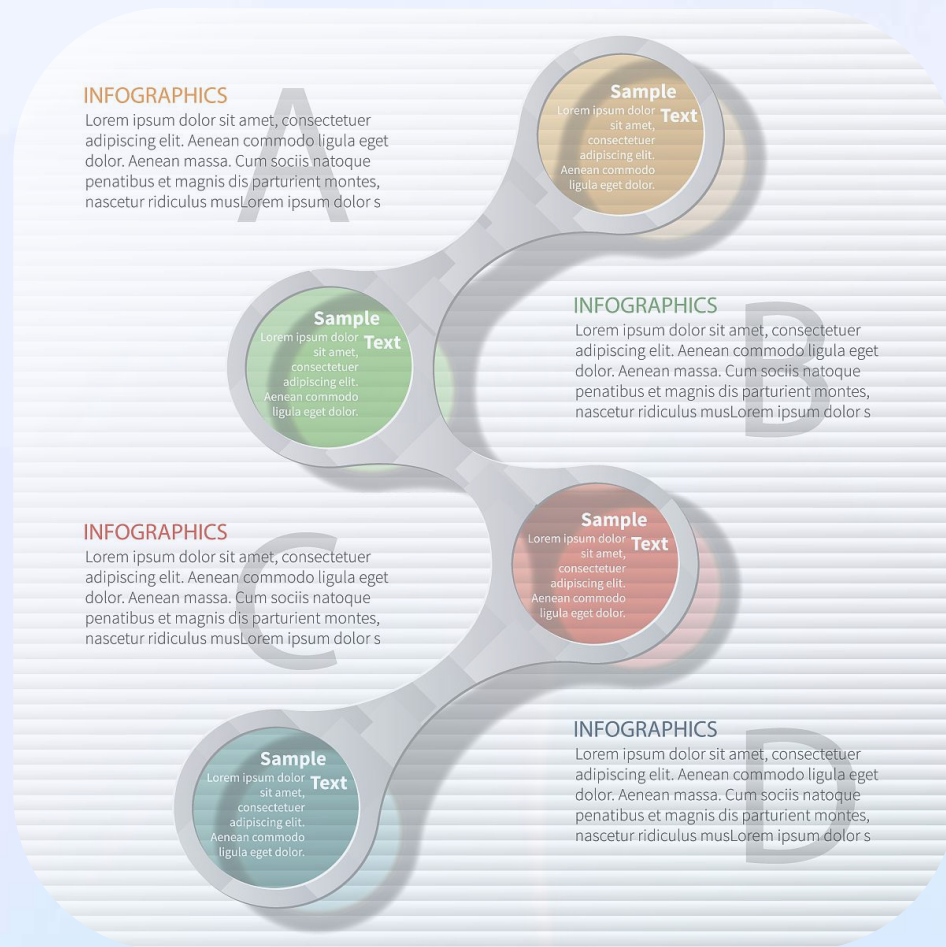 INFOGRAPHICS
A
Lorem ipsum dolor sit amet, consectetuer
adipiscing elit. Aenean commodo ligula eget
dolor. Aenean massa. Cum sociis natoque
penatibus et magnis dis parturient montes,
nascetur ridiculus musLorem ipsum dolor s
Sample
Text
Lorem ipsum dolor
sit amet,
consectetuer
adipiscing elit.
Aenean commodo
ligula eget dolor.
Sample
Text
Lorem ipsum dolor
sit amet,
consectetuer
adipiscing elit.
Aenean commodo
ligula eget dolor.
INFOGRAPHICS
B
Lorem ipsum dolor sit amet, consectetuer
adipiscing elit. Aenean commodo ligula eget
dolor. Aenean massa. Cum sociis natoque
penatibus et magnis dis parturient montes,
nascetur ridiculus musLorem ipsum dolor s
INFOGRAPHICS
C
Lorem ipsum dolor sit amet, consectetuer
adipiscing elit. Aenean commodo ligula eget
dolor. Aenean massa. Cum sociis natoque
penatibus et magnis dis parturient montes,
nascetur ridiculus musLorem ipsum dolor s
Sample
Text
Lorem ipsum dolor
sit amet,
consectetuer
adipiscing elit.
Aenean commodo
ligula eget dolor.
Sample
Text
Lorem ipsum dolor
sit amet,
consectetuer
adipiscing elit.
Aenean commodo
ligula eget dolor.
INFOGRAPHICS
D
Lorem ipsum dolor sit amet, consectetuer
adipiscing elit. Aenean commodo ligula eget
dolor. Aenean massa. Cum sociis natoque
penatibus et magnis dis parturient montes,
nascetur ridiculus musLorem ipsum dolor s